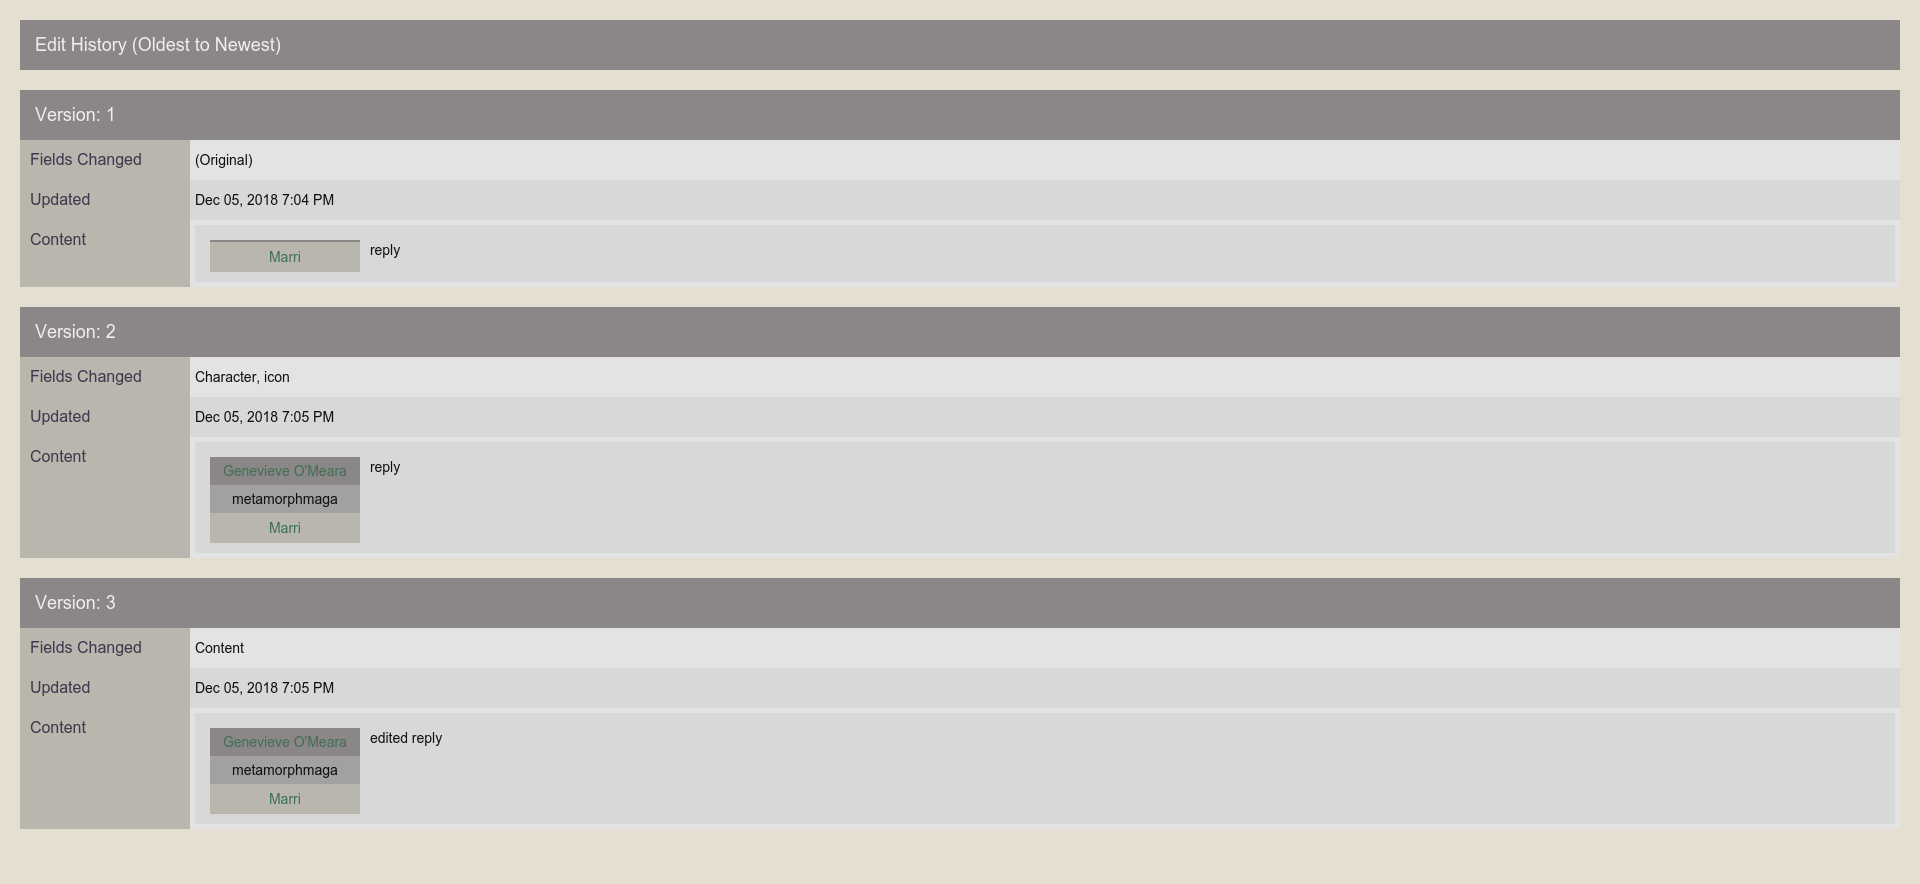 Edit History (Oldest to Newest)
Version: 1
Fields Changed (Original)
Updated Dec 05, 2018 7:04 PM
Content
reply
Marri
Version: 2
Fields Changed Character, icon
Updated Dec 05, 2018 7:05 PM
Content
Genevieve O'Meara reply
metamorphmaga
Marri
Version: 3
Fields Changed Content
Updated Dec 05, 2018 7:05 PM
Content
Genevieve O'Meara edited reply
metamorphmaga
Marri